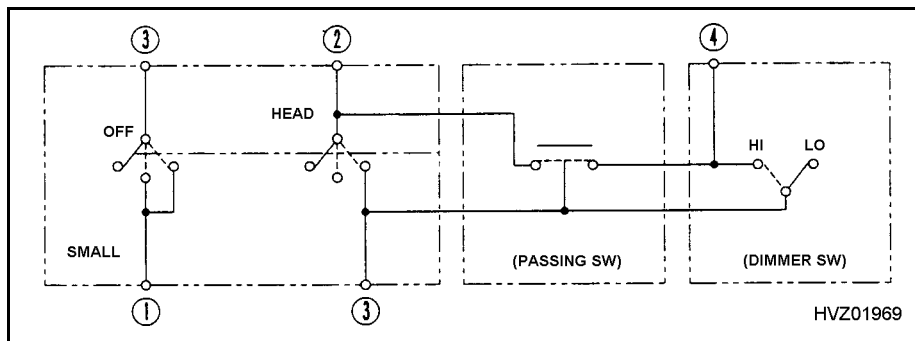 3 2 4
HEAD
OFF
HI LO
SMALL (PASSING SW) (DIMMER SW)
1 3
HVZ01969